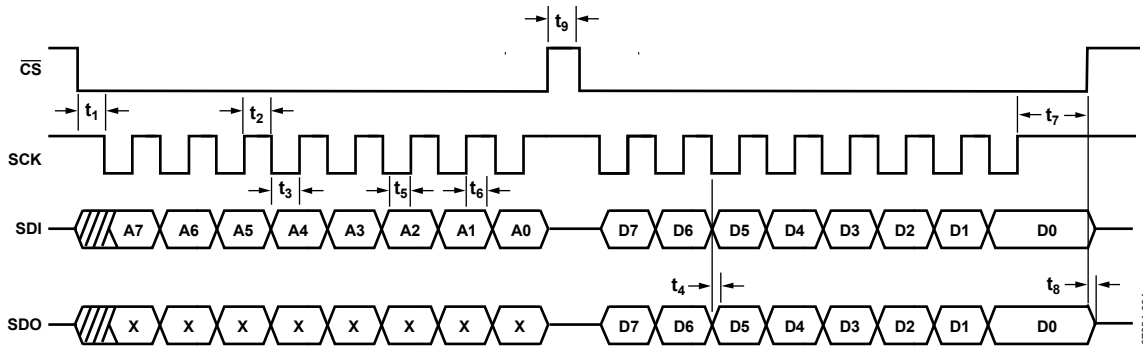 t9
C̅S̅
t1
t2
t7
SCK
t3
t5
t6
SDI
A7 A6 A5 A4 A3 A2 A1 A0 D7 D6 D5 D4 D3 D2 D1 D0
t4
t8
SDO
X X X X X X X X D7 D6 D5 D4 D3 D2 D1 D0